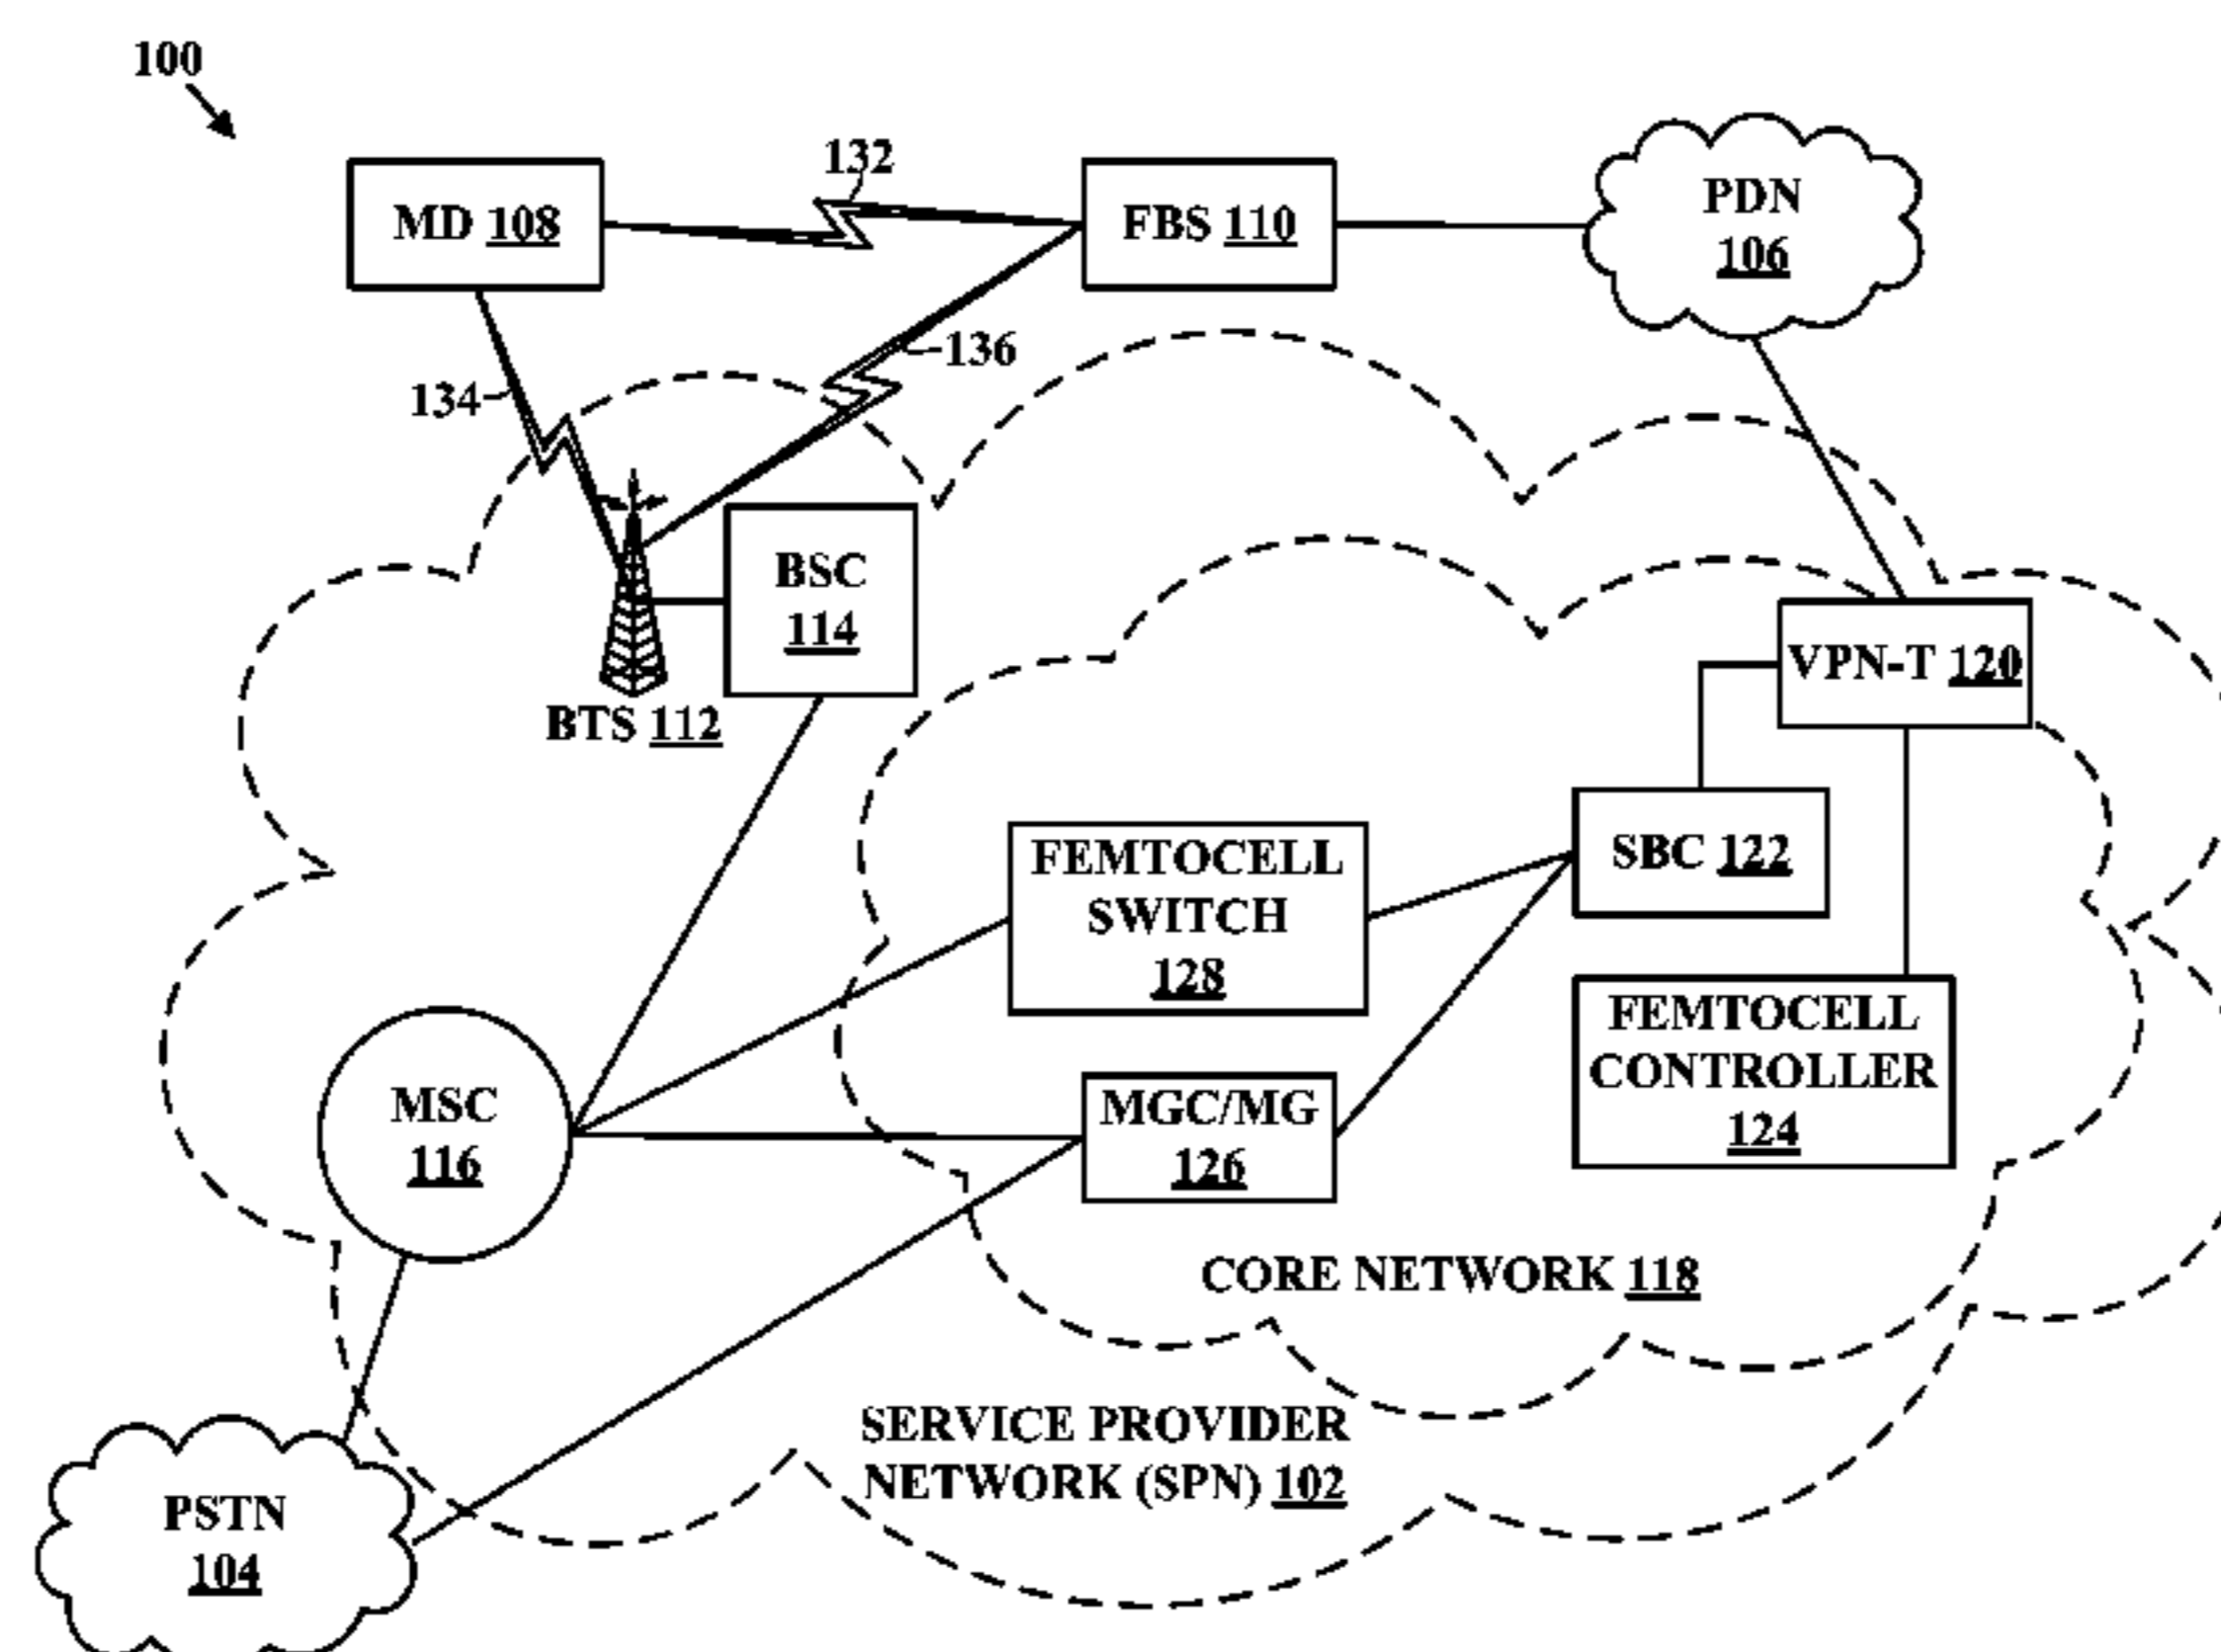 100
132
MD 108
FBS 110
PDN
106
136
134
BSC
114
VPN-T 120
BTS 112
SBC 122
FEMTOCELL
SWITCH
128
FEMTOCELL
CONTROLLER
124
MSC
116
MGC/MG
126
CORE NETWORK 118
SERVICE PROVIDER
NETWORK (SPN) 102
PSTN
104